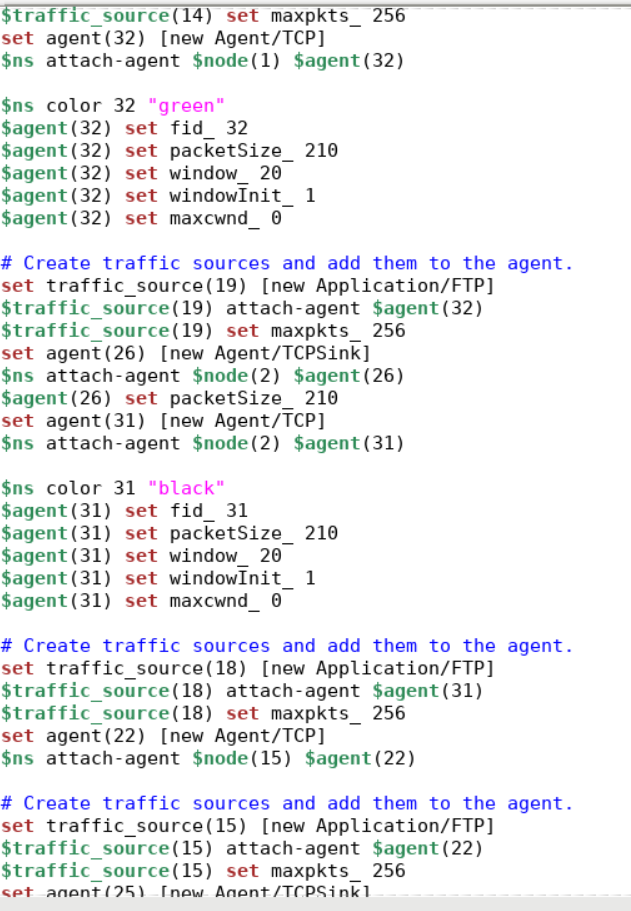 $traffic_source(14) set maxpkts_ 256
set agent(32) [new Agent/TCP]
$ns attach-agent $node(1) $agent(32)
$ns color 32 "green"
$agent(32) set fid_ 32
$agent(32) set packetSize_ 210
$agent(32) set window_ 20
$agent(32) set windowInit_ 1
$agent(32) set maxcwnd_ 0
# Create traffic sources and add them to the agent.
set traffic_source(19) [new Application/FTP]
$traffic_source(19) attach-agent $agent(32)
$traffic_source(19) set maxpkts_ 256
set agent(26) [new Agent/TCPSink]
$ns attach-agent $node(2) $agent(26)
$agent(26) set packetSize_ 210
set agent(31) [new Agent/TCP]
$ns attach-agent $node(2) $agent(31)
$ns color 31 "black"
$agent(31) set fid_ 31
$agent(31) set packetSize_ 210
$agent(31) set window_ 20
$agent(31) set windowInit_ 1
$agent(31) set maxcwnd_ 0
# Create traffic sources and add them to the agent.
set traffic_source(18) [new Application/FTP]
$traffic_source(18) attach-agent $agent(31)
$traffic_source(18) set maxpkts_ 256
set agent(22) [new Agent/TCP]
$ns attach-agent $node(15) $agent(22)
# Create traffic sources and add them to the agent.
set traffic_source(15) [new Application/FTP]
$traffic_source(15) attach-agent $agent(22)
$traffic_source(15) set maxpkts_ 256
set agent(25) [new Agent/TCPSink]